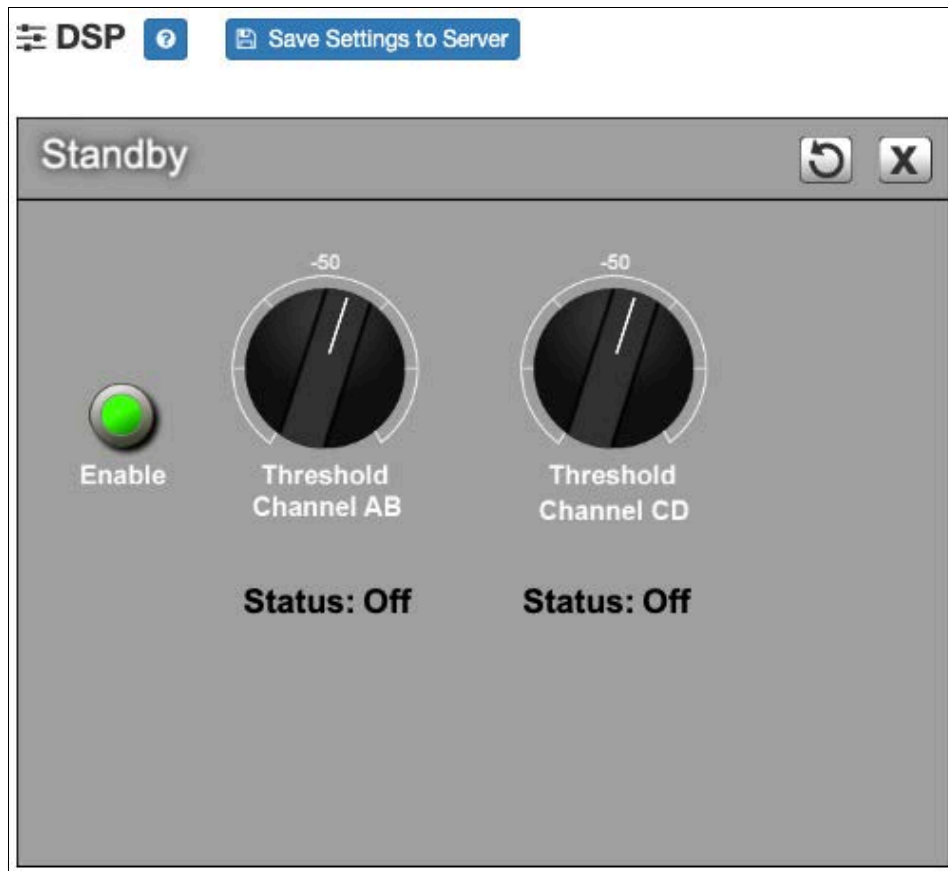 DSP
Save Settings to Server
Standby
X
-50 -50
Enable
Threshold Channel AB
Threshold Channel CD
Status: Off Status: Off